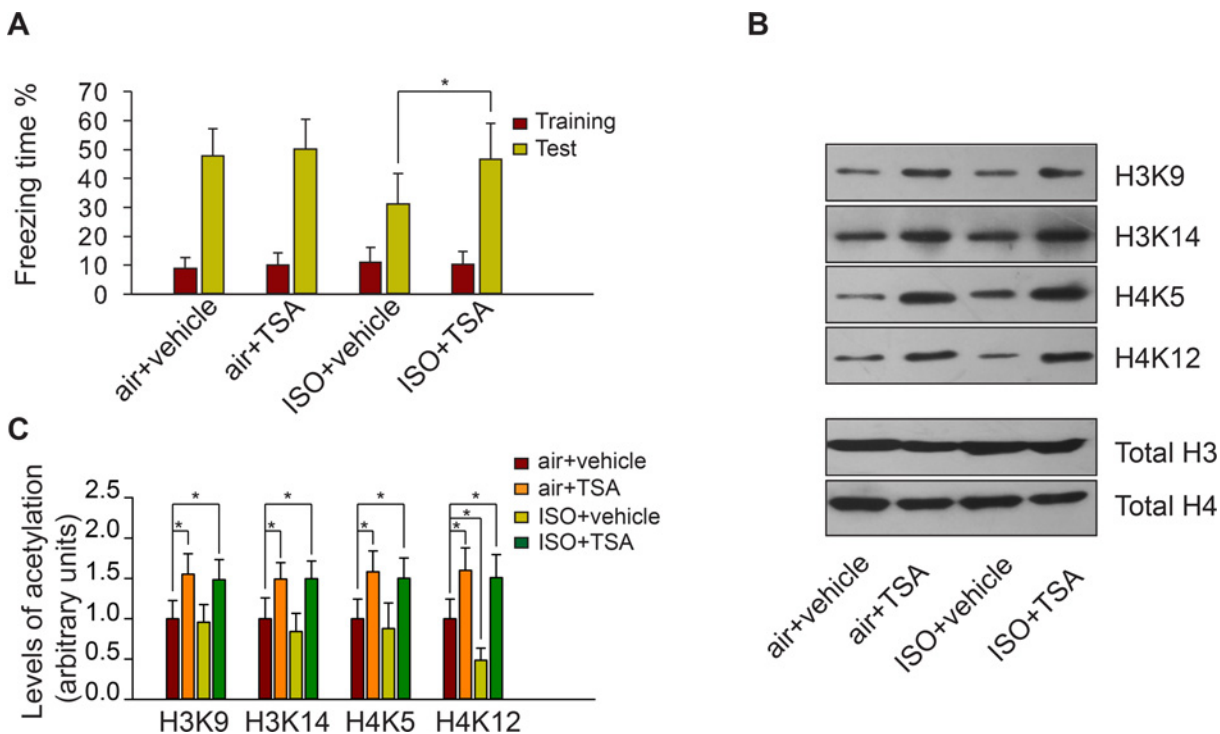 A
Freezing time %
70
60
50
40
30
20
10
0
*
Training
Test
air+vehicle
air+TSA
ISO+vehicle
ISO+TSA
B
H3K9
H3K14
H4K5
H4K12
Total H3
Total H4
air+vehicle
air+TSA
ISO+vehicle
ISO+TSA
C
Levels of acetylation
(arbitrary units)
2.5
2.0
1.5
1.0
0.5
0.0
air+vehicle
air+TSA
ISO+vehicle
ISO+TSA
* * * *
* * * * *
H3K9 H3K14 H4K5 H4K12